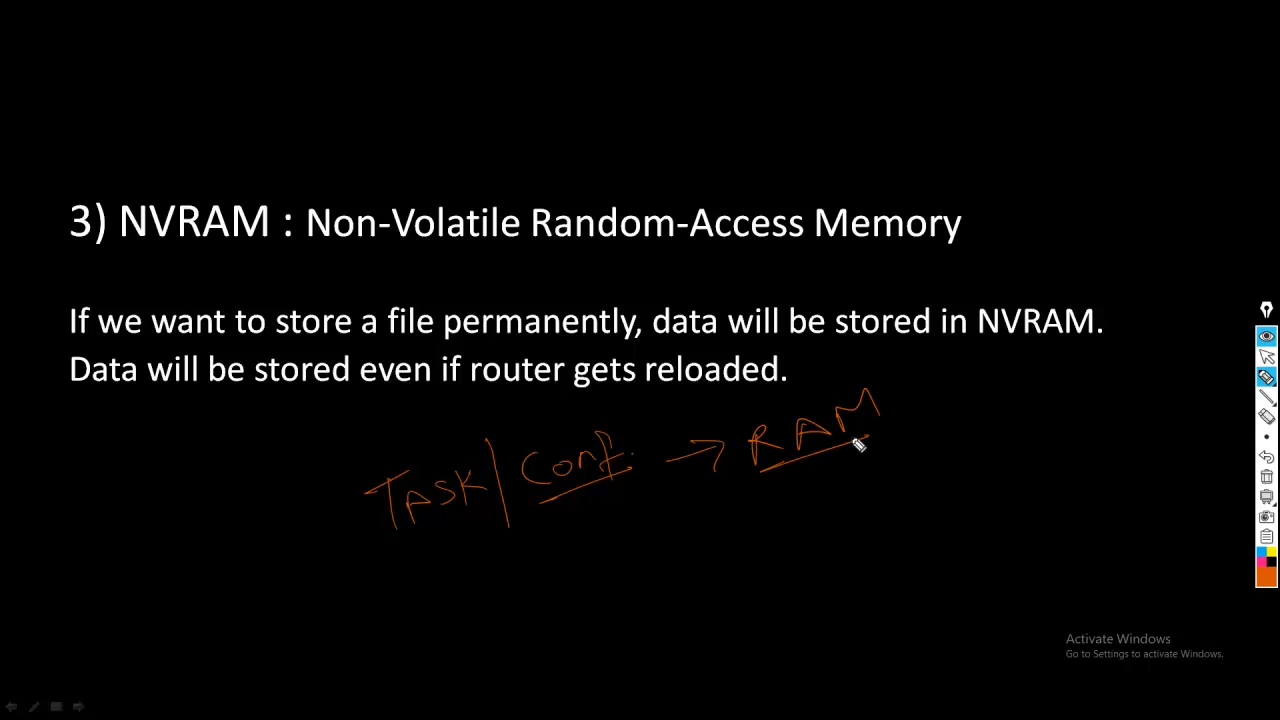 3) NVRAM : Non-Volatile Random-Access Memory
If we want to store a file permanently, data will be stored in NVRAM.
Data will be stored even if router gets reloaded.
TASK / Conf. → RAM
Activate Windows
Go to Settings to activate Windows.